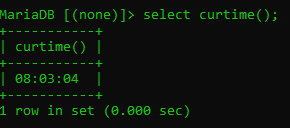 MariaDB [(none)]> select curtime();
+-----------+
| curtime() |
+-----------+
| 08:03:04  |
+-----------+
1 row in set (0.000 sec)